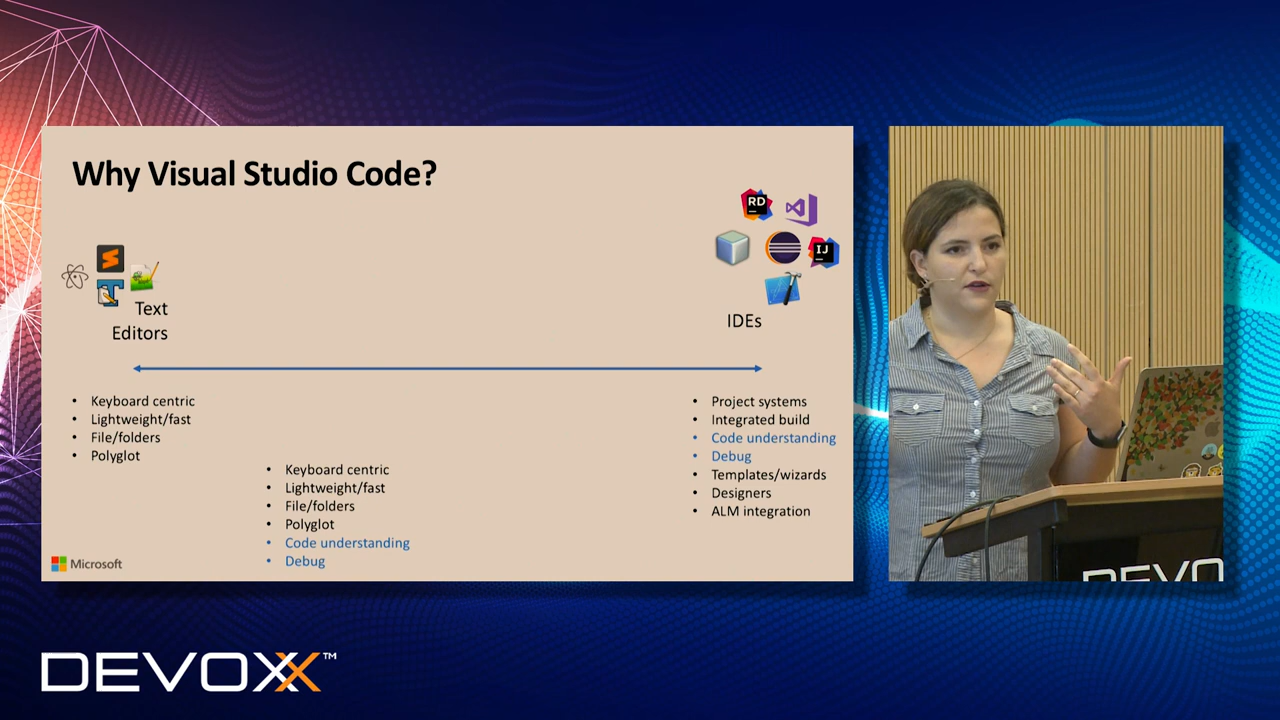 Why Visual Studio Code?
RD
IJ
Text
Editors
IDEs
• Keyboard centric
• Lightweight/fast
• File/folders
• Polyglot
• Keyboard centric
• Lightweight/fast
• File/folders
• Polyglot
• Code understanding
• Debug
• Project systems
• Integrated build
• Code understanding
• Debug
• Templates/wizards
• Designers
• ALM integration
Microsoft
DEVO
DEVOXX™